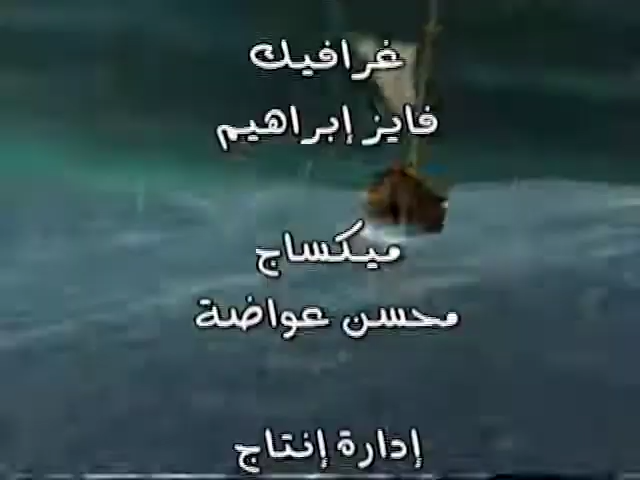 غرافيك
فايز إبراهيم
ميكساج
محسن عواضة
إدارة إنتاج